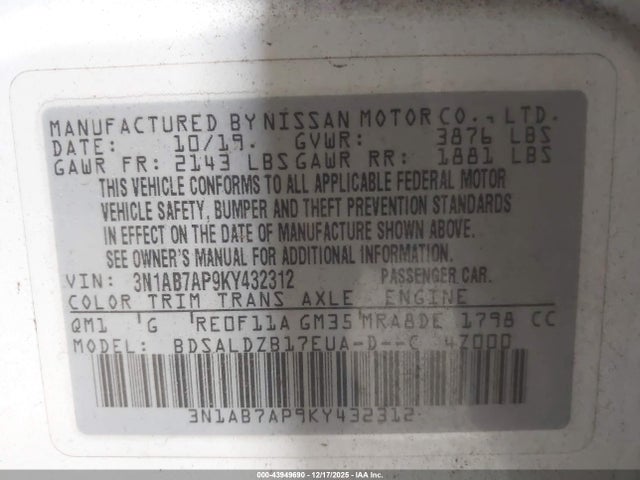 MANUFACTURED BY NISSAN MOTOR CO., LTD.
DATE: 10/19. GVWR: 3876 LBS
GAWR FR: 2143 LBS GAWR RR: 1881 LBS
THIS VEHICLE CONFORMS TO ALL APPLICABLE FEDERAL MOTOR
VEHICLE SAFETY, BUMPER AND THEFT PREVENTION STANDARDS
IN EFFECT ON THE DATE OF MANUFACTURE SHOWN ABOVE.
SEE OWNER'S MANUAL FOR ADDITIONAL INFORMATION.
VIN: 3N1AB7AP9KY432312 PASSENGER CAR
COLOR TRIM TRANS AXLE ENGINE
QM1 G RE0F11A GM35 MRA8DE 1798 CC
MODEL: BDSALDZB17EUA-D--C 4Z000
3N1AB7AP9KY432312
000-43949690 - 12/17/2025 - IAA Inc.